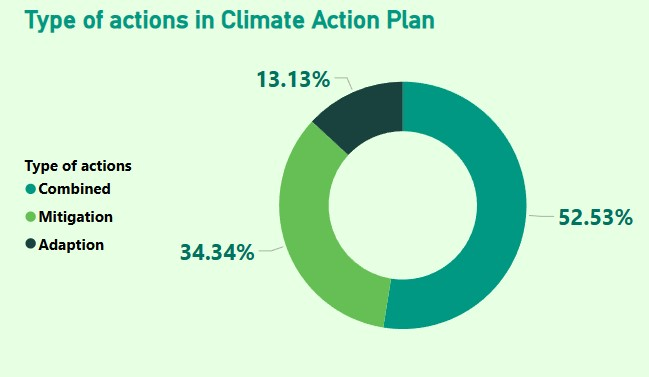 Type of actions in Climate Action Plan
13.13%
Type of actions
Combined
Mitigation
Adaption
52.53%
34.34%